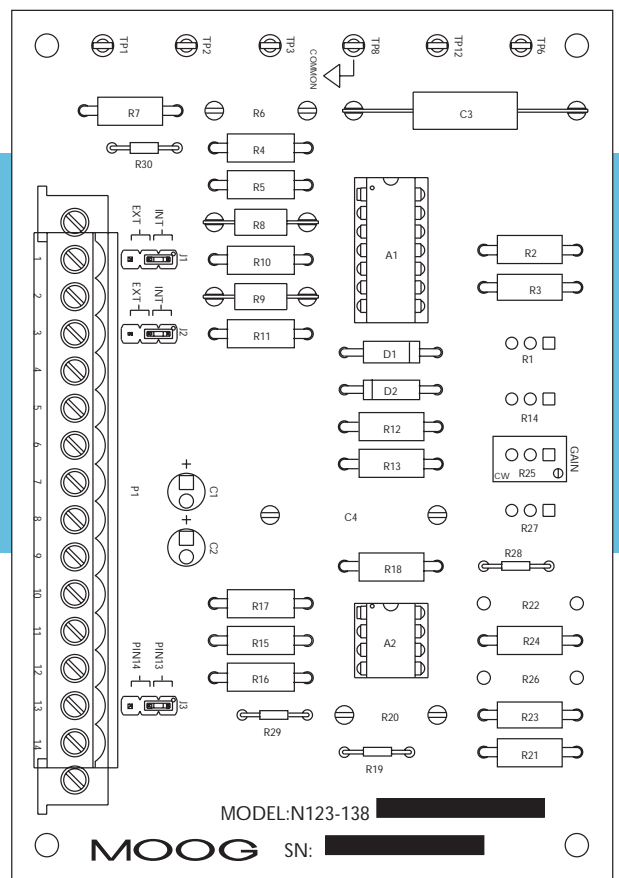 TP1 TP2 TP3 TP8 TP12 TP6
COMMON
R7 R6 C3
R30 R4
R5
EXT INT R8
1 J1 R10 A1 R2
2 EXT INT R9 R3
3 J2 R11
4 D1 R1
5 D2
6 R12 R14
7 R13 GAIN
CW R25
P1 C1
8 C4 R27
9 C2 R28
10 R18
R17 R22
11 R15 A2 R24
12 PIN14 PIN13 R16 R26
13 J3 R20 R23
14 R29
R19 R21
MODEL:N123-138
MOOG SN: